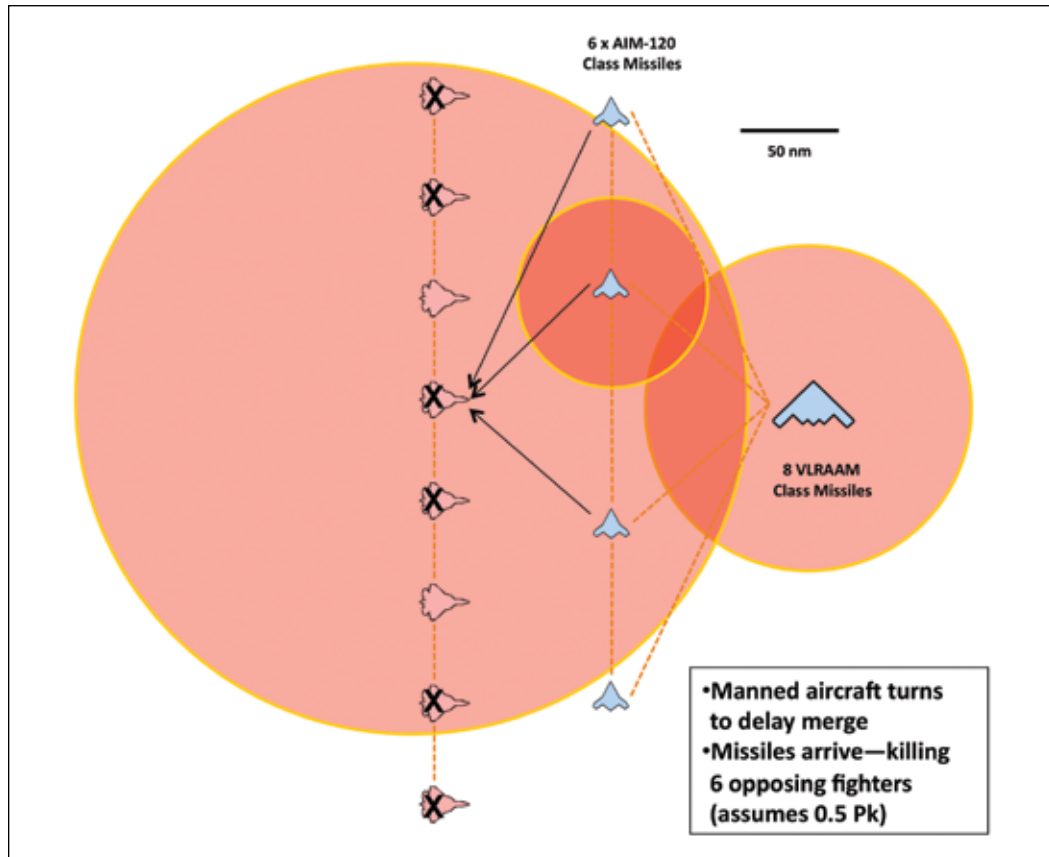 6 x AIM-120
Class Missiles
50 nm
8 VLRAAM
Class Missiles
•Manned aircraft turns
to delay merge
•Missiles arrive—killing
6 opposing fighters
(assumes 0.5 Pk)
X
X
X
X
X
X